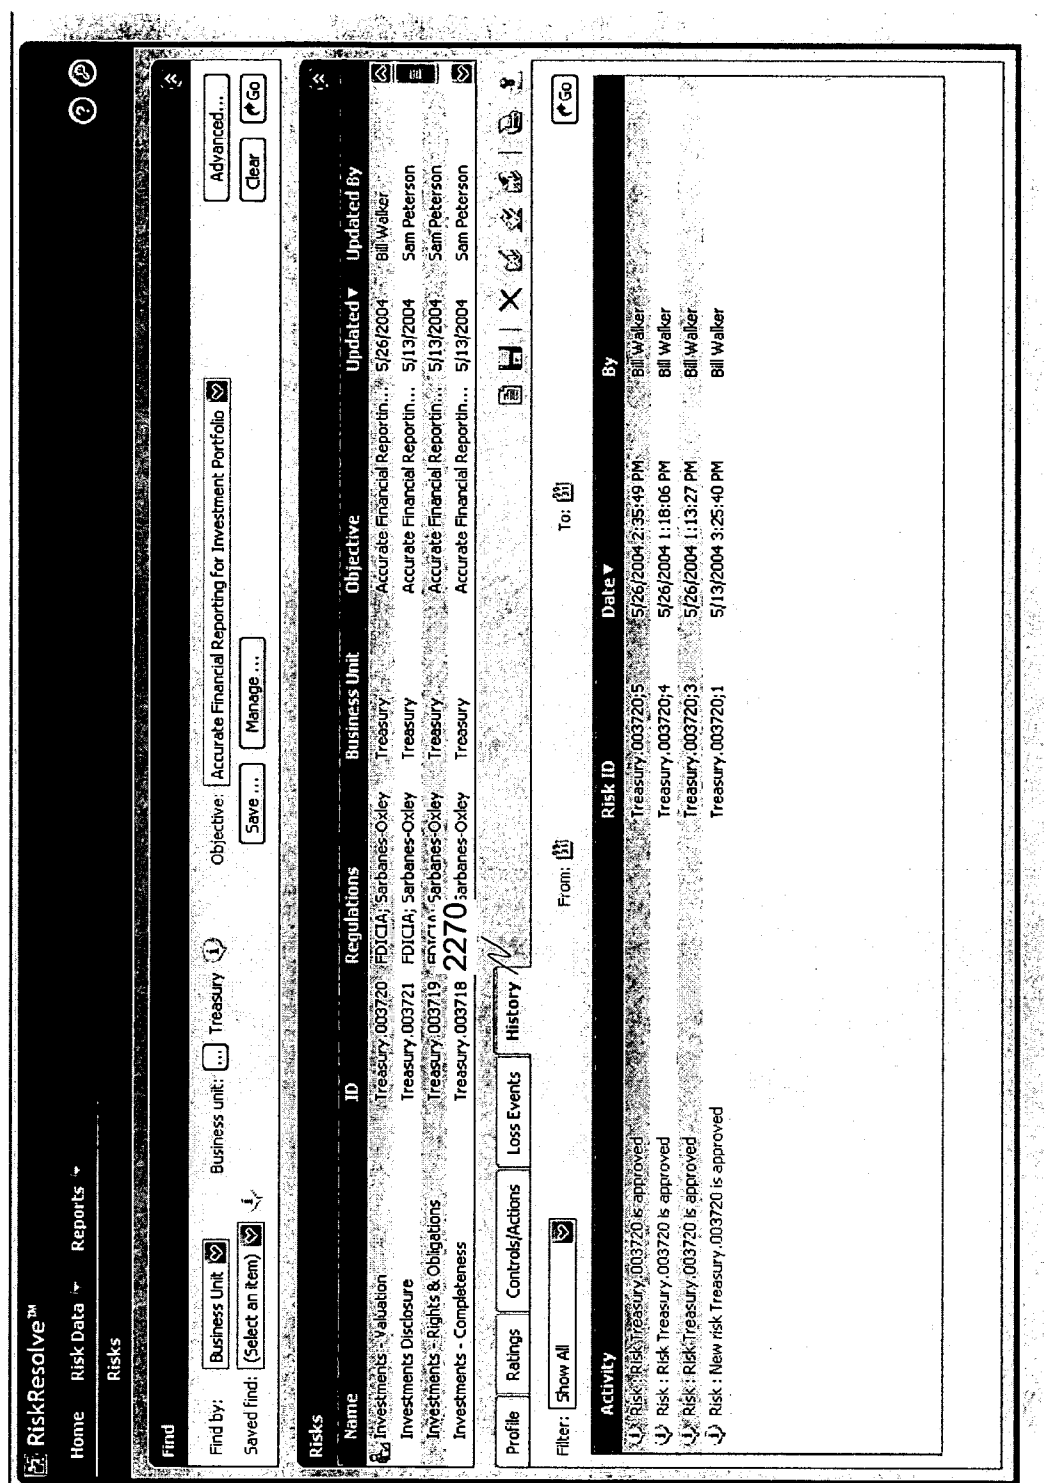 RiskResolve™
Home Risk Data Reports
Risks
Find
Find by: Business Unit Business unit: ... Treasury Objective: Accurate Financial Reporting for Investment Portfolio Advanced...
Saved find: (Select an item) Save ... Manage ... Clear Go
Risks
Name ID Regulations Business Unit Objective Updated Updated By
Investments - Valuation Treasury.003720 FDICIA; Sarbanes-Oxley Treasury Accurate Financial Reportin... 5/26/2004 Bill Walker
Investments Disclosure Treasury.003721 FDICIA; Sarbanes-Oxley Treasury Accurate Financial Reportin... 5/13/2004 Sam Peterson
Investments - Rights & Obligations Treasury.003719 FDICIA; Sarbanes-Oxley Treasury Accurate Financial Reportin... 5/13/2004 Sam Peterson
Investments - Completeness Treasury.003718 2270 Sarbanes-Oxley Treasury Accurate Financial Reportin... 5/13/2004 Sam Peterson
Profile Ratings Controls/Actions Loss Events History
Filter: Show All From: To: Go
Activity Risk ID Date By
Risk : Risk Treasury.003720 is approved Treasury.003720;5 5/26/2004 2:35:49 PM Bill Walker
Risk : Risk Treasury.003720 is approved Treasury.003720;4 5/26/2004 1:18:06 PM Bill Walker
Risk : Risk Treasury.003720 is approved Treasury.003720;3 5/26/2004 1:13:27 PM Bill Walker
Risk : New risk Treasury.003720 is approved Treasury.003720;1 5/13/2004 3:25:40 PM Bill Walker